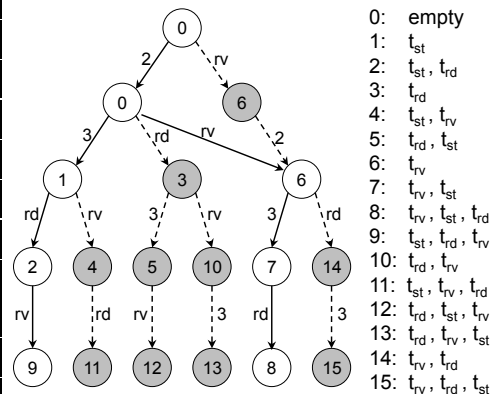 0
2
rv
0
6
3
rd
rv
2
1
3
6
rd
rv
3
rv
3
rd
2
4
5
10
7
14
rv
rd
rv
3
rd
3
9
11
12
13
8
15
0: empty
1: t_st
2: t_st , t_rd
3: t_rd
4: t_st , t_rv
5: t_rd , t_st
6: t_rv
7: t_rv , t_st
8: t_rv , t_st , t_rd
9: t_st , t_rd , t_rv
10: t_rd , t_rv
11: t_st , t_rv , t_rd
12: t_rd , t_st , t_rv
13: t_rd , t_rv , t_st
14: t_rv , t_rd
15: t_rv , t_rd , t_st